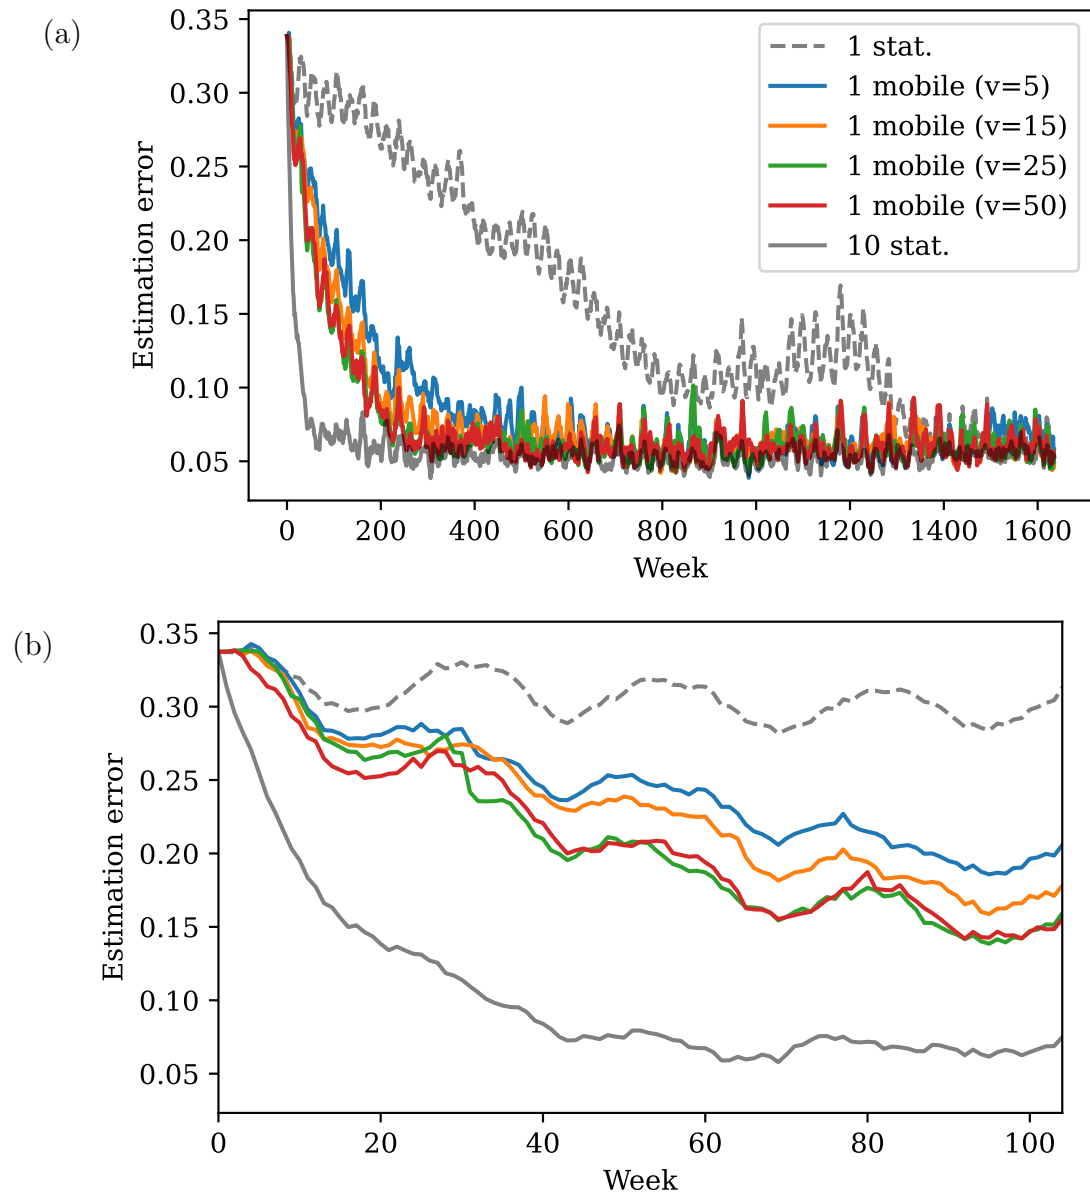 (a)
Estimation error
0.35
0.30
0.25
0.20
0.15
0.10
0.05
1 stat.
1 mobile (v=5)
1 mobile (v=15)
1 mobile (v=25)
1 mobile (v=50)
10 stat.
0 200 400 600 800 1000 1200 1400 1600
Week
(b)
Estimation error
0.35
0.30
0.25
0.20
0.15
0.10
0.05
0 20 40 60 80 100
Week